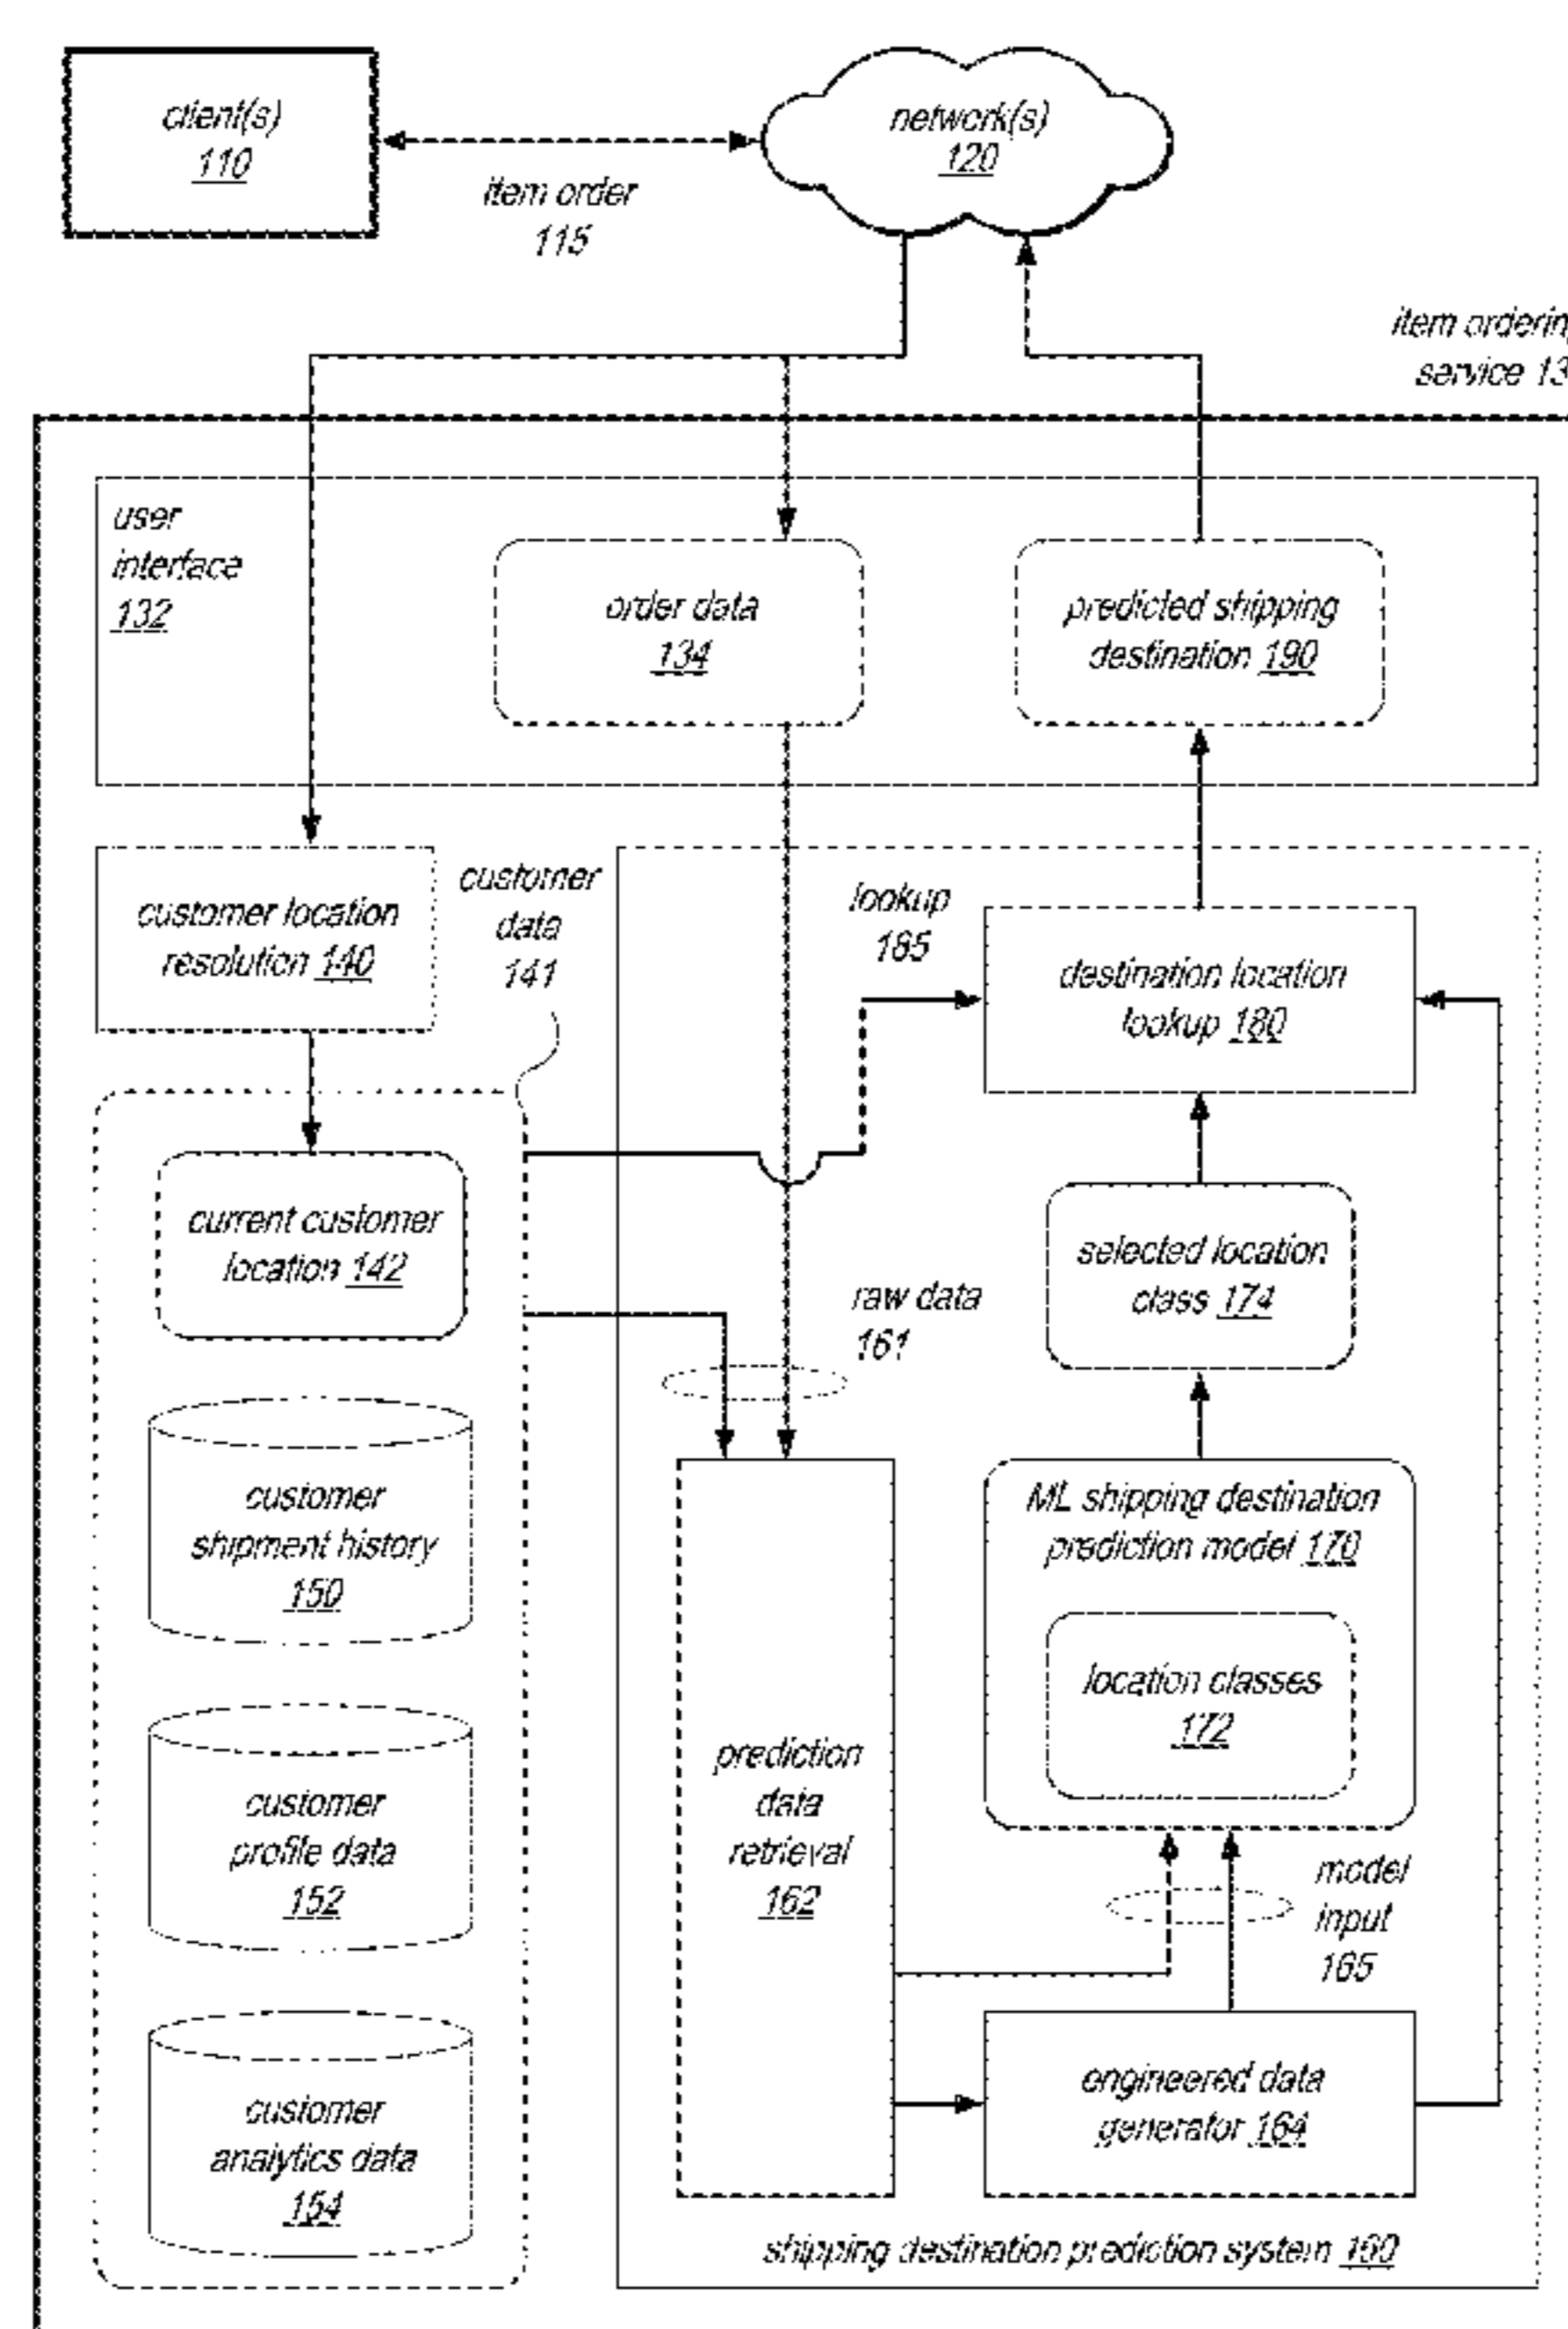 client(s)
110
item order
115
network(s)
120
item ordering
service 13
user
interface
132
order data
134
predicted shipping
destination 190
customer location
resolution 140
customer
data
141
lookup
185
destination location
lookup 180
current customer
location 142
selected location
class 174
raw data
161
customer
shipment history
150
ML shipping destination
prediction model 170
location classes
172
customer
profile data
152
prediction
data
retrieval
162
model
input
165
customer
analytics data
154
engineered data
generator 164
shipping destination prediction system 160